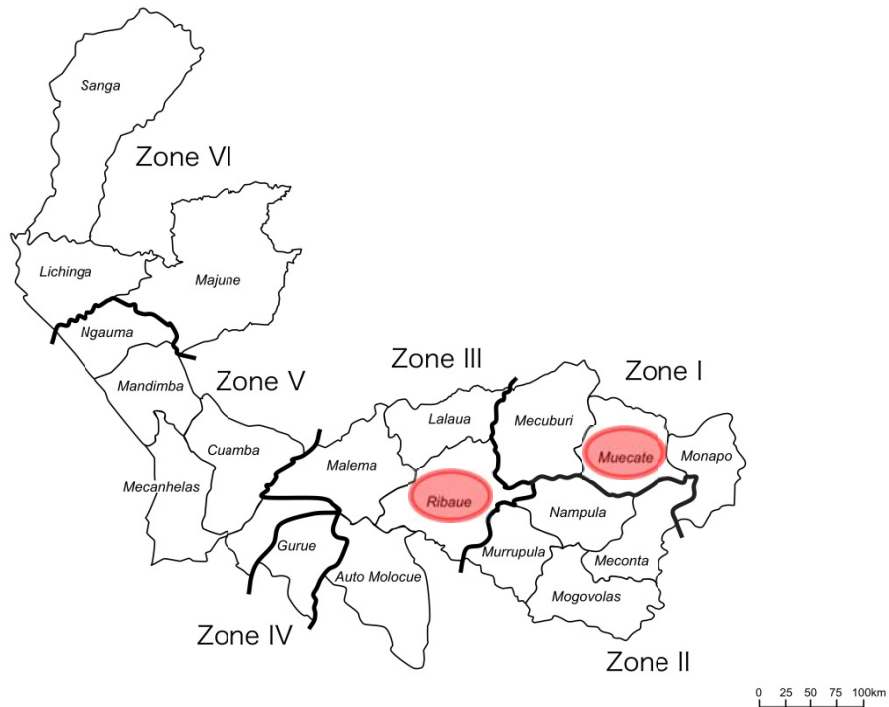 Sanga
Zone VI
Lichinga
Majune
Ngauma
Zone III
Zone I
Mandimba
Zone V
Lalaua
Mecuburi
Cuamba
Malema
Muecate
Monapo
Mecanhelas
Ribaue
Nampula
Gurue
Murrupula
Meconta
Auto Molocue
Mogovolas
Zone IV
Zone II
0 25 50 75 100km